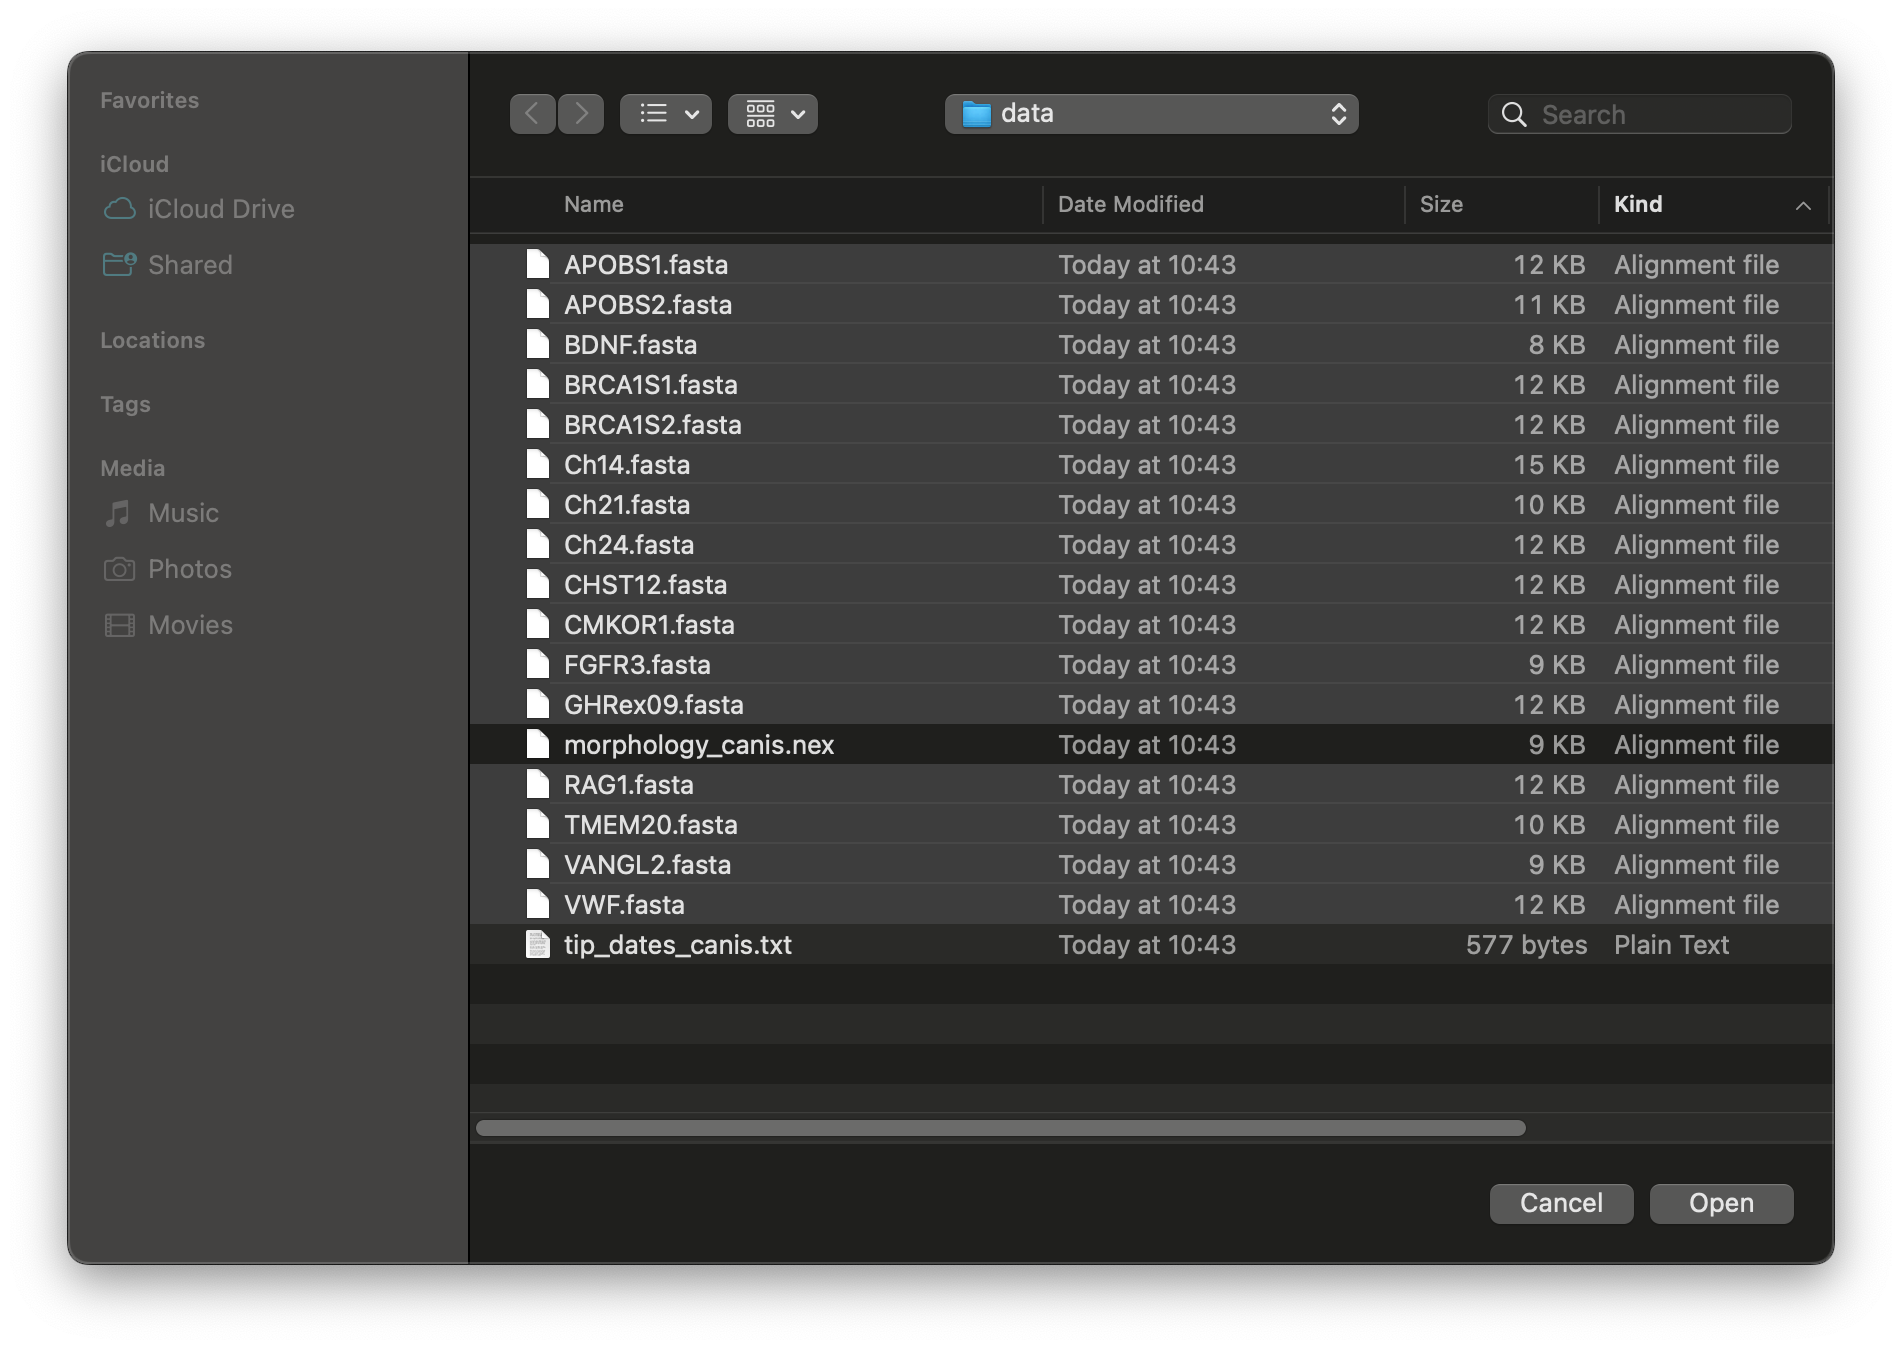 Favorites
iCloud
iCloud Drive
Shared
Locations
Tags
Media
Music
Photos
Movies
data
Search
Name Date Modified Size Kind
APOBS1.fasta Today at 10:43 12 KB Alignment file
APOBS2.fasta Today at 10:43 11 KB Alignment file
BDNF.fasta Today at 10:43 8 KB Alignment file
BRCA1S1.fasta Today at 10:43 12 KB Alignment file
BRCA1S2.fasta Today at 10:43 12 KB Alignment file
Ch14.fasta Today at 10:43 15 KB Alignment file
Ch21.fasta Today at 10:43 10 KB Alignment file
Ch24.fasta Today at 10:43 12 KB Alignment file
CHST12.fasta Today at 10:43 12 KB Alignment file
CMKOR1.fasta Today at 10:43 12 KB Alignment file
FGFR3.fasta Today at 10:43 9 KB Alignment file
GHRex09.fasta Today at 10:43 12 KB Alignment file
morphology_canis.nex Today at 10:43 9 KB Alignment file
RAG1.fasta Today at 10:43 12 KB Alignment file
TMEM20.fasta Today at 10:43 10 KB Alignment file
VANGL2.fasta Today at 10:43 9 KB Alignment file
VWF.fasta Today at 10:43 12 KB Alignment file
tip_dates_canis.txt Today at 10:43 577 bytes Plain Text
Cancel Open